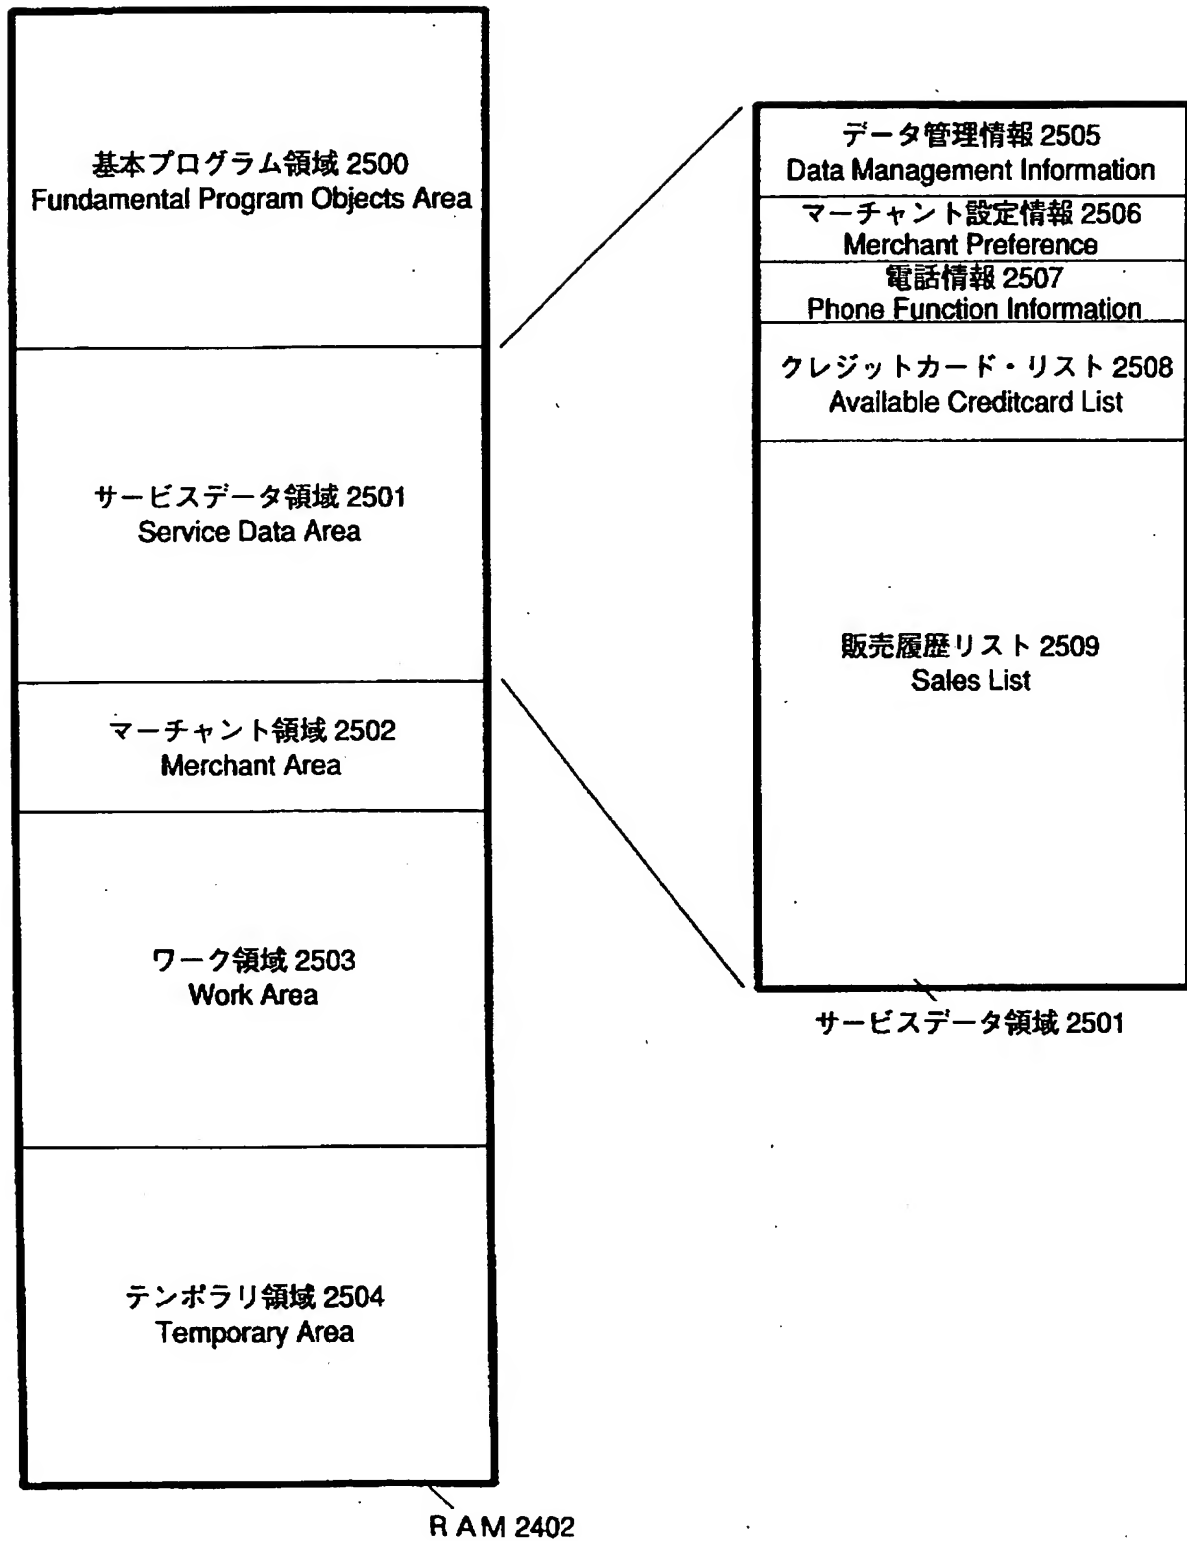 基本プログラム領域 2500
Fundamental Program Objects Area
サービスデータ領域 2501
Service Data Area
マーチャント領域 2502
Merchant Area
ワーク領域 2503
Work Area
テンポラリ領域 2504
Temporary Area
RAM 2402
データ管理情報 2505
Data Management Information
マーチャント設定情報 2506
Merchant Preference
電話情報 2507
Phone Function Information
クレジットカード・リスト 2508
Available Creditcard List
販売履歴リスト 2509
Sales List
サービスデータ領域 2501